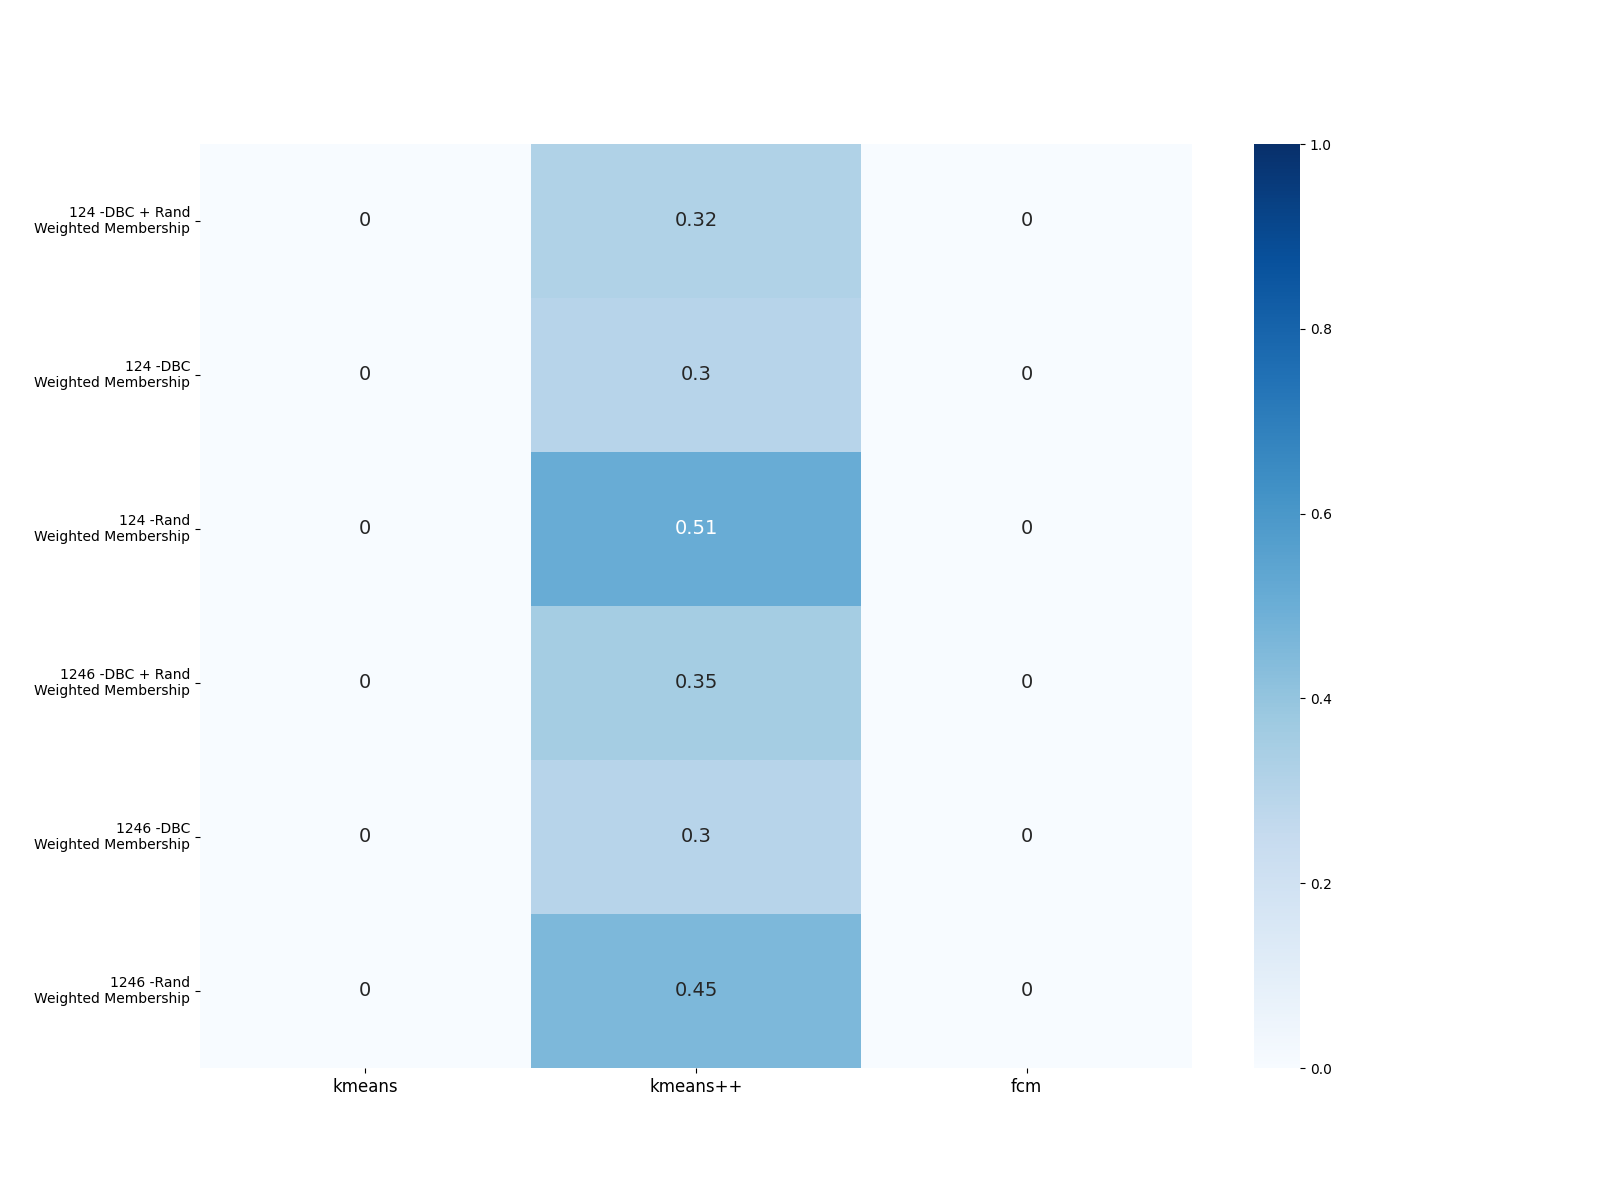 124 -DBC + Rand
Weighted Membership
0
0.32
0
124 -DBC
Weighted Membership
0
0.3
0
124 -Rand
Weighted Membership
0
0.51
0
1246 -DBC + Rand
Weighted Membership
0
0.35
0
1246 -DBC
Weighted Membership
0
0.3
0
1246 -Rand
Weighted Membership
0
0.45
0
kmeans
kmeans++
fcm
1.0
0.8
0.6
0.4
0.2
0.0